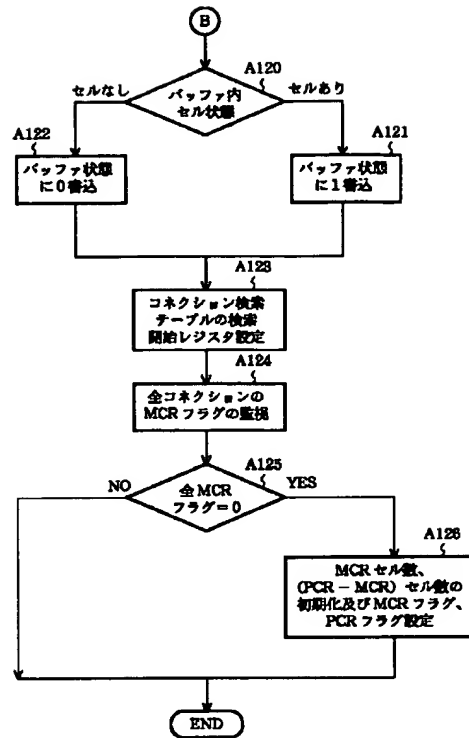 B
A120
セルなし
バッファ内
セル状態
セルあり
A122
バッファ状態
に0書込
A121
バッファ状態
に1書込
A123
コネクション検索
テーブルの検索
開始レジスタ設定
A124
全コネクションの
MCRフラグの監視
A125
NO
全MCR
フラグ=0
YES
A126
MCRセル数、
(PCR－MCR)セル数の
初期化及びMCRフラグ、
PCRフラグ設定
END